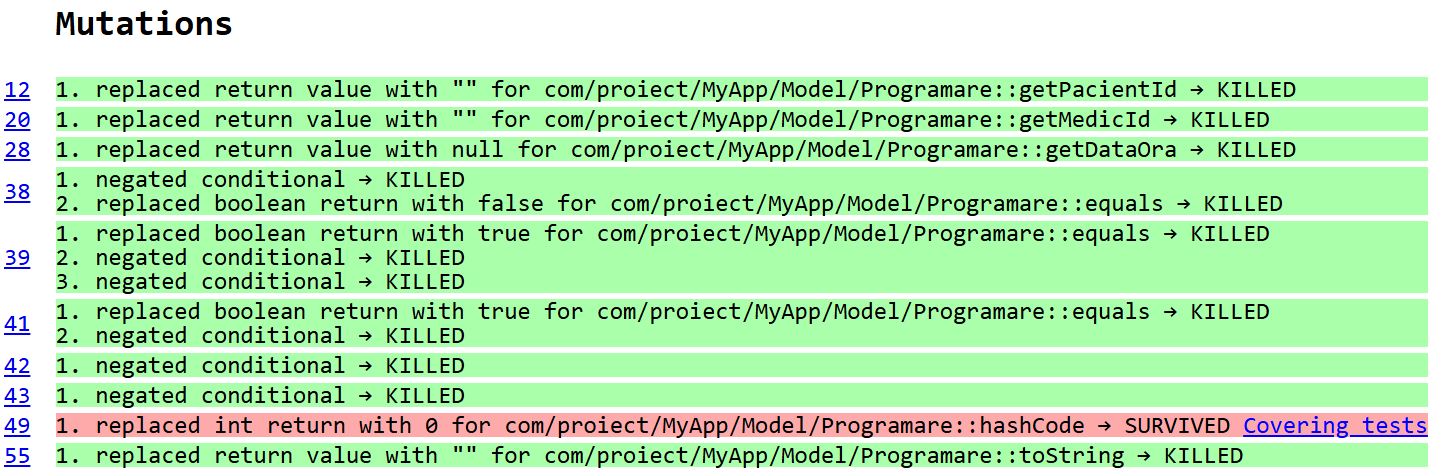 Mutations
12 1. replaced return value with "" for com/proiect/MyApp/Model/Programare::getPacientId → KILLED
20 1. replaced return value with "" for com/proiect/MyApp/Model/Programare::getMedicId → KILLED
28 1. replaced return value with null for com/proiect/MyApp/Model/Programare::getDataOra → KILLED
38 1. negated conditional → KILLED
2. replaced boolean return with false for com/proiect/MyApp/Model/Programare::equals → KILLED
39 1. replaced boolean return with true for com/proiect/MyApp/Model/Programare::equals → KILLED
2. negated conditional → KILLED
3. negated conditional → KILLED
41 1. replaced boolean return with true for com/proiect/MyApp/Model/Programare::equals → KILLED
2. negated conditional → KILLED
42 1. negated conditional → KILLED
43 1. negated conditional → KILLED
49 1. replaced int return with 0 for com/proiect/MyApp/Model/Programare::hashCode → SURVIVED Covering tests
55 1. replaced return value with "" for com/proiect/MyApp/Model/Programare::toString → KILLED